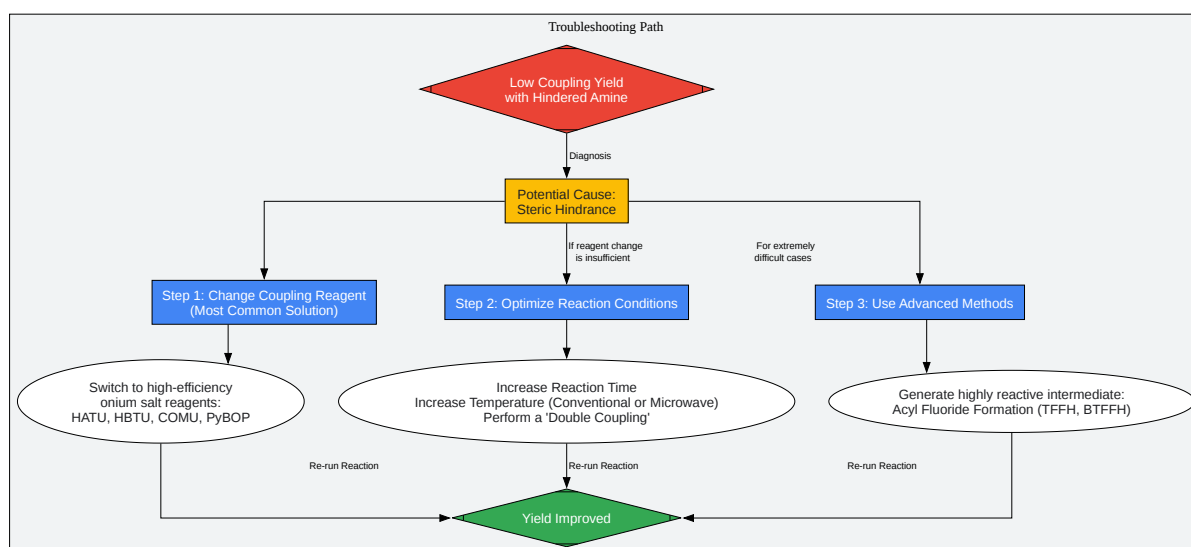 Troubleshooting Path
Low Coupling Yield
with Hindered Amine
Diagnosis
Potential Cause:
Steric Hindrance
If reagent change
is insufficient
For extremely
difficult cases
Step 1: Change Coupling Reagent
(Most Common Solution)
Step 2: Optimize Reaction Conditions
Step 3: Use Advanced Methods
Switch to high-efficiency
onium salt reagents:
HATU, HBTU, COMU, PyBOP
Increase Reaction Time
Increase Temperature (Conventional or Microwave)
Perform a 'Double Coupling'
Generate highly reactive intermediate:
Acyl Fluoride Formation (TFFH, BTFFH)
Re-run Reaction
Re-run Reaction
Re-run Reaction
Yield Improved